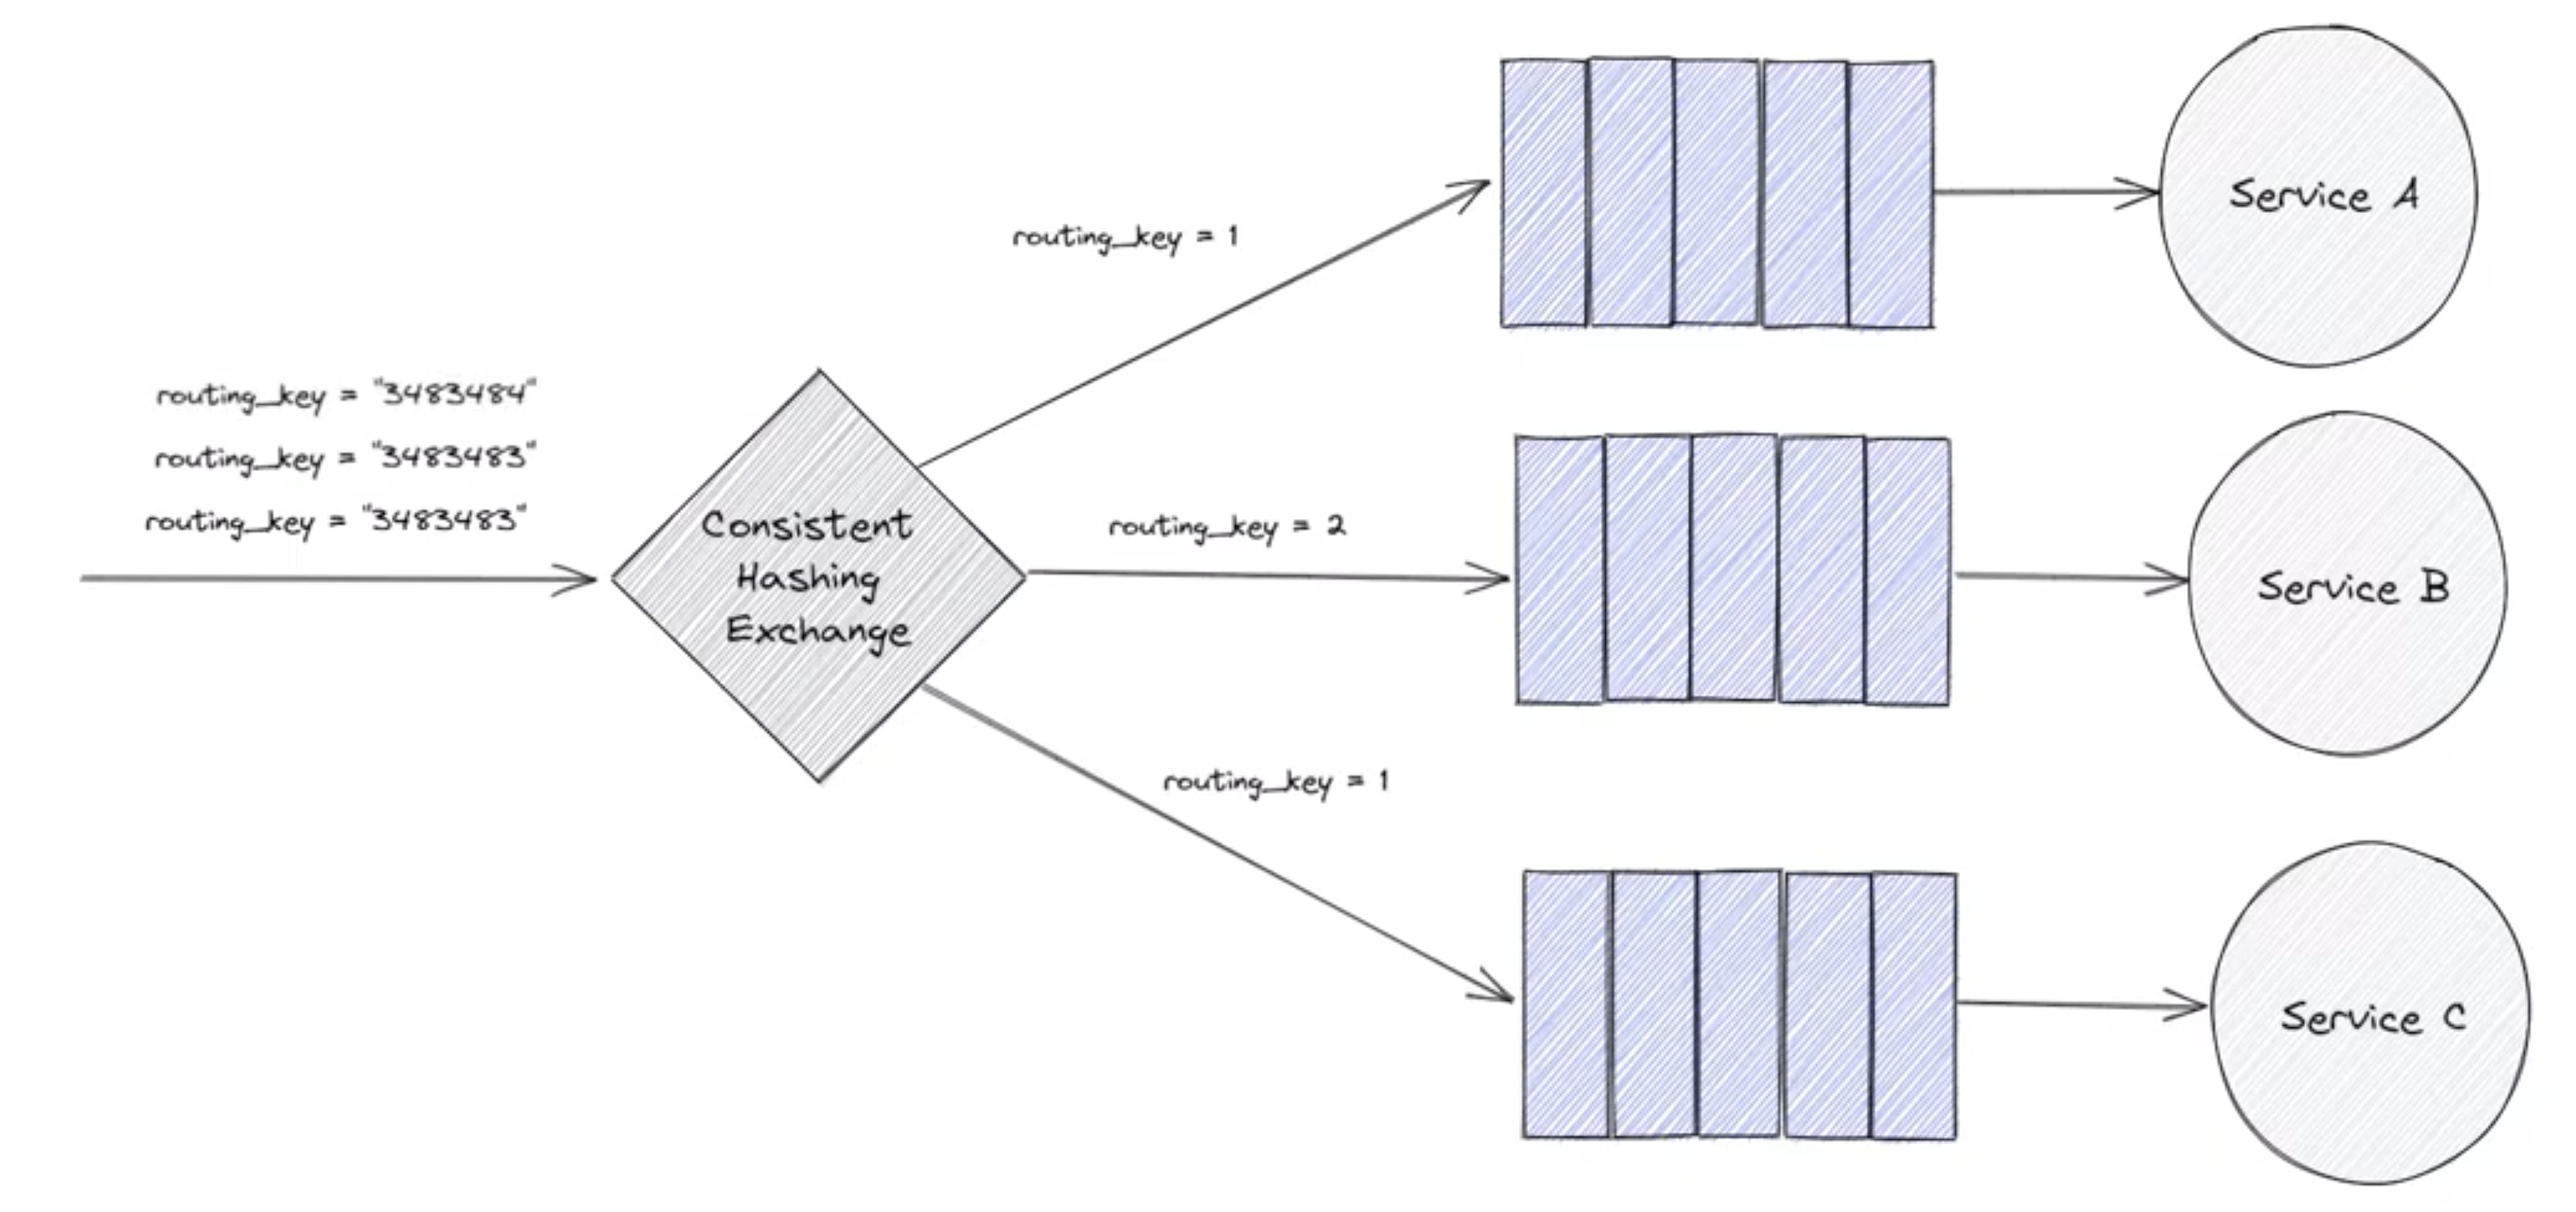 routing_key = "3483484"
routing_key = "3483483"
routing_key = "3483483"
Consistent
Hashing
Exchange
routing_key = 1
routing_key = 2
routing_key = 1
Service A
Service B
Service C